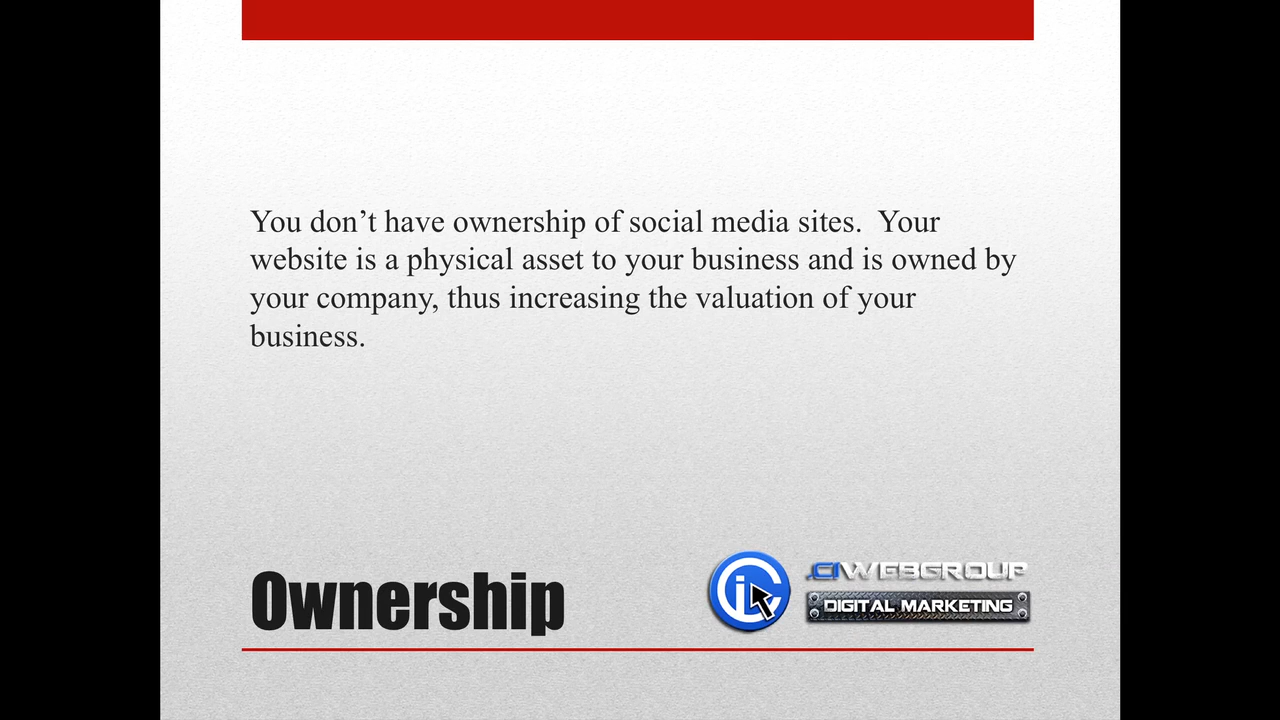 You don’t have ownership of social media sites.  Your
website is a physical asset to your business and is owned by
your company, thus increasing the valuation of your
business.
Ownership
.CIWEBGROUP
DIGITAL MARKETING